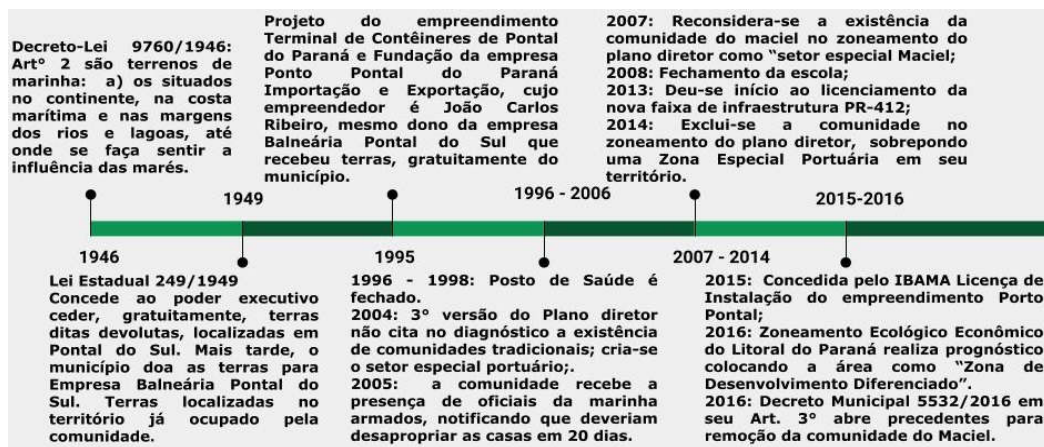 Decreto-Lei 9760/1946:
Art° 2 são terrenos de
marinha: a) os situados
no continente, na costa
marítima e nas margens
dos rios e lagoas, até
onde se faça sentir a
influência das marés.
1946
1949
Lei Estadual 249/1949
Concede ao poder executivo
ceder, gratuitamente, terras
ditas devolutas, localizadas em
Pontal do Sul. Mais tarde, o
município doa as terras para
Empresa Balneária Pontal do
Sul. Terras localizadas no
território já ocupado pela
comunidade.
Projeto do empreendimento
Terminal de Contêineres de Pontal
do Paraná e Fundação da empresa
Ponto Pontal do Paraná
Importação e Exportação, cujo
empreendedor é João Carlos
Ribeiro, mesmo dono da empresa
Balneária Pontal do Sul que
recebeu terras, gratuitamente do
município.
1995
1996 - 2006
1996 - 1998: Posto de Saúde é
fechado.
2004: 3° versão do Plano diretor
não cita no diagnóstico a existência
de comunidades tradicionais; cria-se
o setor especial portuário;.
2005: a comunidade recebe a
presença de oficiais da marinha
armados, notificando que deveriam
desapropriar as casas em 20 dias.
2007: Reconsidera-se a existência da
comunidade do maciel no zoneamento do
plano diretor como “setor especial Maciel;
2008: Fechamento da escola;
2013: Deu-se início ao licenciamento da
nova faixa de infraestrutura PR-412;
2014: Exclui-se a comunidade no
zoneamento do plano diretor, sobrepondo
uma Zona Especial Portuária em seu
território.
2007 - 2014
2015-2016
2015: Concedida pelo IBAMA Licença de
Instalação do empreendimento Porto
Pontal;
2016: Zoneamento Ecológico Econômico
do Litoral do Paraná realiza prognóstico
colocando a área como “Zona de
Desenvolvimento Diferenciado”.
2016: Decreto Municipal 5532/2016 em
seu Art. 3° abre precedentes para
remoção da comunidade do Maciel.